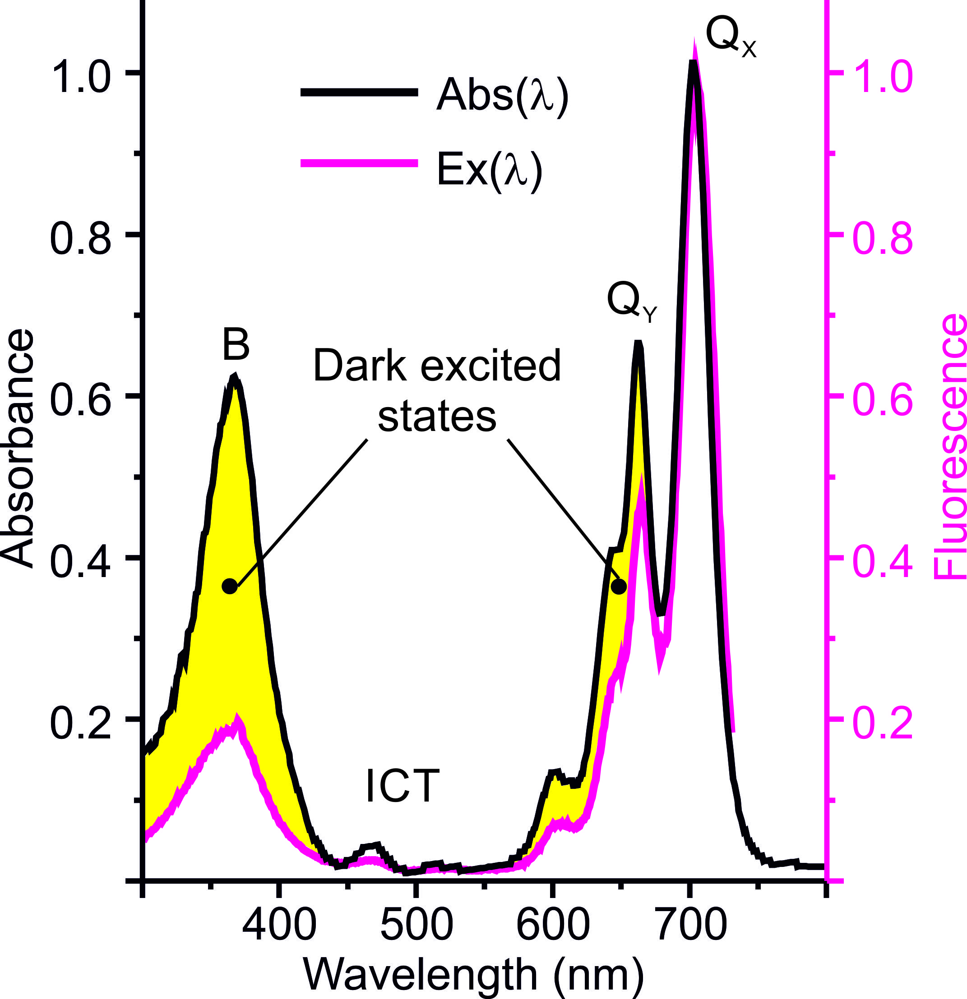 Q_X
1.0
Abs(λ)
1.0
Ex(λ)
0.8
0.8
Q_Y
B
Dark excited
states
0.6
0.6
Absorbance
Fluorescence
0.4
0.4
0.2
0.2
ICT
400
500
600
700
Wavelength (nm)